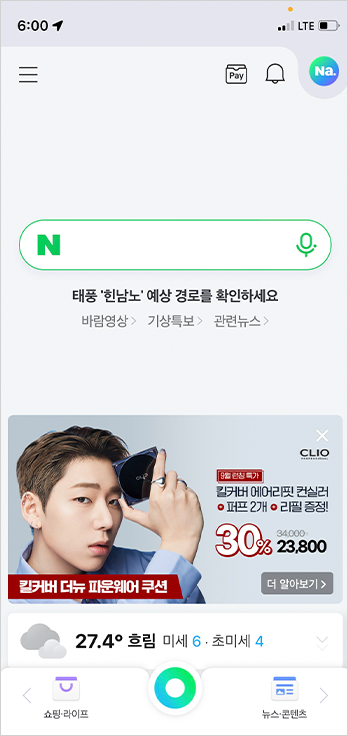 6:00 LTE
Pay Na.
N
태풍 '힌남노' 예상 경로를 확인하세요
바람영상 기상특보 관련뉴스
CLIO
PROFESSIONAL
9월 런칭 특가
킬커버 에어리핏 컨실러
+ 퍼프 2개 + 리필 증정!
30% 34,000 23,800
킬커버 더뉴 파운웨어 쿠션
더 알아보기 >
27.4° 흐림 미세 6 · 초미세 4
쇼핑·라이프 뉴스·콘텐츠